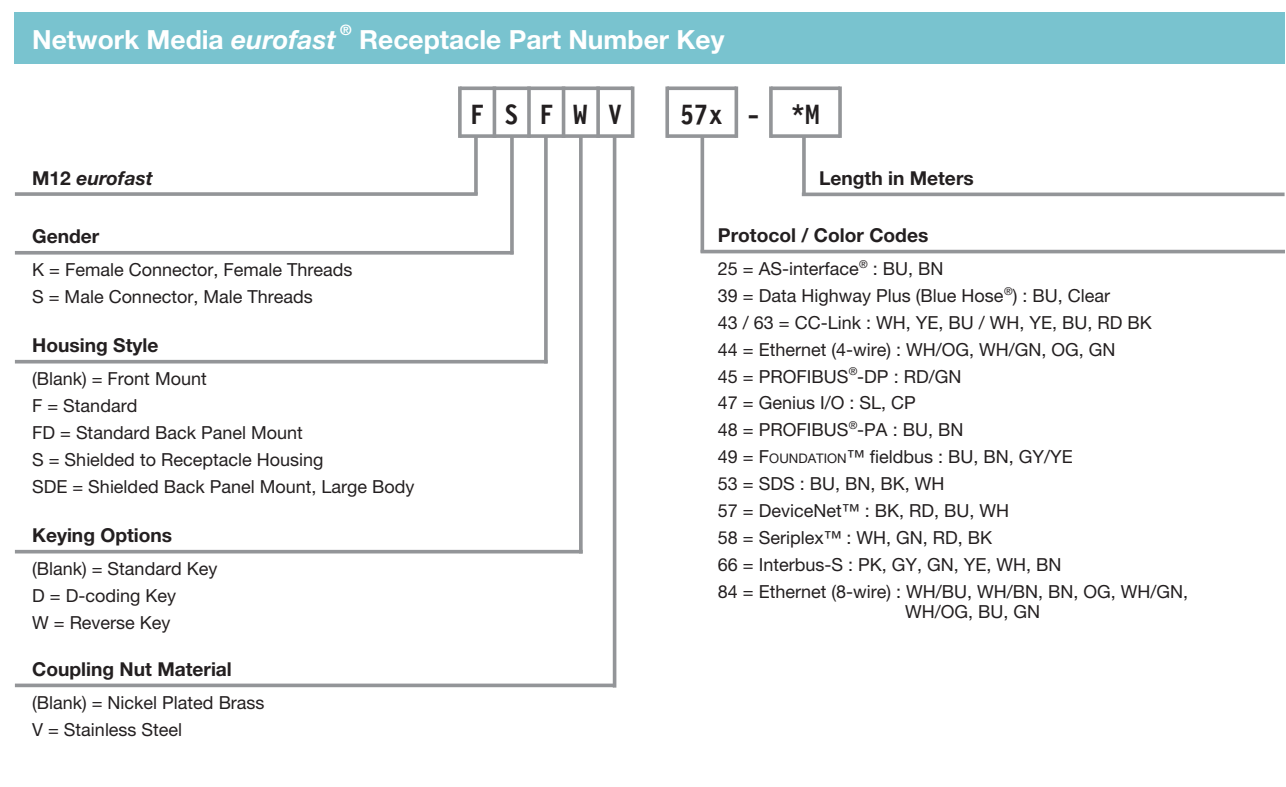 Network Media eurofast® Receptacle Part Number Key
F S F W V 57x - *M
M12 eurofast
Length in Meters
Gender
K = Female Connector, Female Threads
S = Male Connector, Male Threads
Housing Style
(Blank) = Front Mount
F = Standard
FD = Standard Back Panel Mount
S = Shielded to Receptacle Housing
SDE = Shielded Back Panel Mount, Large Body
Keying Options
(Blank) = Standard Key
D = D-coding Key
W = Reverse Key
Coupling Nut Material
(Blank) = Nickel Plated Brass
V = Stainless Steel
Protocol / Color Codes
25 = AS-interface® : BU, BN
39 = Data Highway Plus (Blue Hose®) : BU, Clear
43 / 63 = CC-Link : WH, YE, BU / WH, YE, BU, RD BK
44 = Ethernet (4-wire) : WH/OG, WH/GN, OG, GN
45 = PROFIBUS®-DP : RD/GN
47 = Genius I/O : SL, CP
48 = PROFIBUS®-PA : BU, BN
49 = FOUNDATION™ fieldbus : BU, BN, GY/YE
53 = SDS : BU, BN, BK, WH
57 = DeviceNet™ : BK, RD, BU, WH
58 = Seriplex™ : WH, GN, RD, BK
66 = Interbus-S : PK, GY, GN, YE, WH, BN
84 = Ethernet (8-wire) : WH/BU, WH/BN, BN, OG, WH/GN,
WH/OG, BU, GN